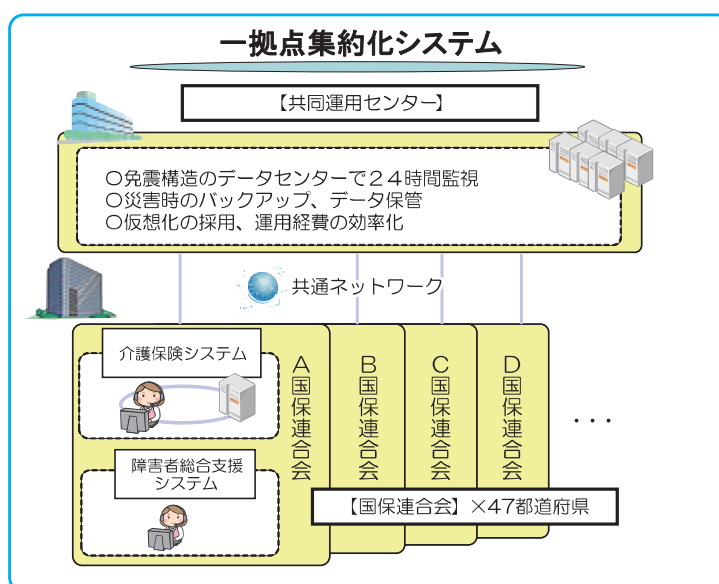 一拠点集約化システム
【共同運用センター】
○免震構造のデータセンターで２４時間監視
○災害時のバックアップ、データ保管
○仮想化の採用、運用経費の効率化
共通ネットワーク
介護保険システム
障害者総合支援
システム
A国保連合会
B国保連合会
C国保連合会
D国保連合会
・・・
【国保連合会】×47都道府県